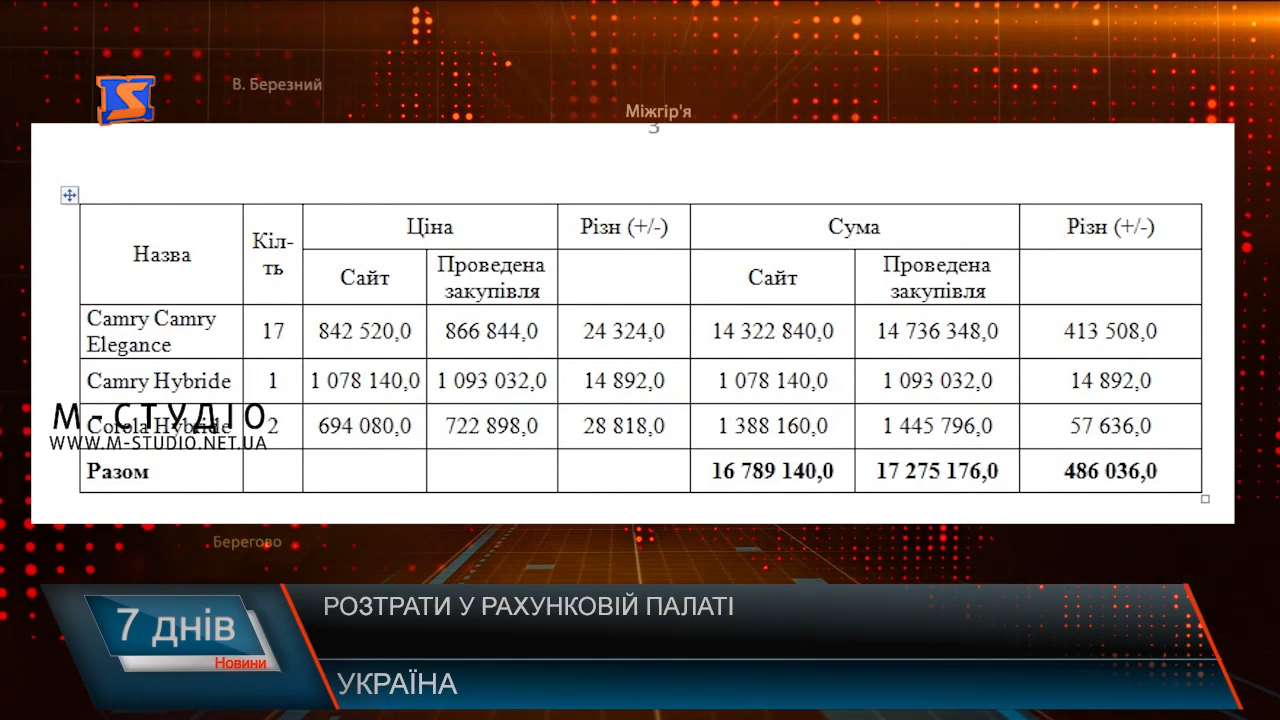 В. Березний
Міжгір'я
3
Назва
Кіл-
ть
Ціна
Різн (+/-)
Сума
Різн (+/-)
Сайт
Проведена
закупівля
Сайт
Проведена
закупівля
Camry Camry
Elegance
17
842 520,0
866 844,0
24 324,0
14 322 840,0
14 736 348,0
413 508,0
Camry Hybride
1
1 078 140,0
1 093 032,0
14 892,0
1 078 140,0
1 093 032,0
14 892,0
М-СТУДІО
WWW.M-STUDIO.NET.UA
Corola Hybride
2
694 080,0
722 898,0
28 818,0
1 388 160,0
1 445 796,0
57 636,0
Разом
16 789 140,0
17 275 176,0
486 036,0
Берегово
7 днів
Новини
РОЗТРАТИ У РАХУНКОВІЙ ПАЛАТІ
УКРАЇНА